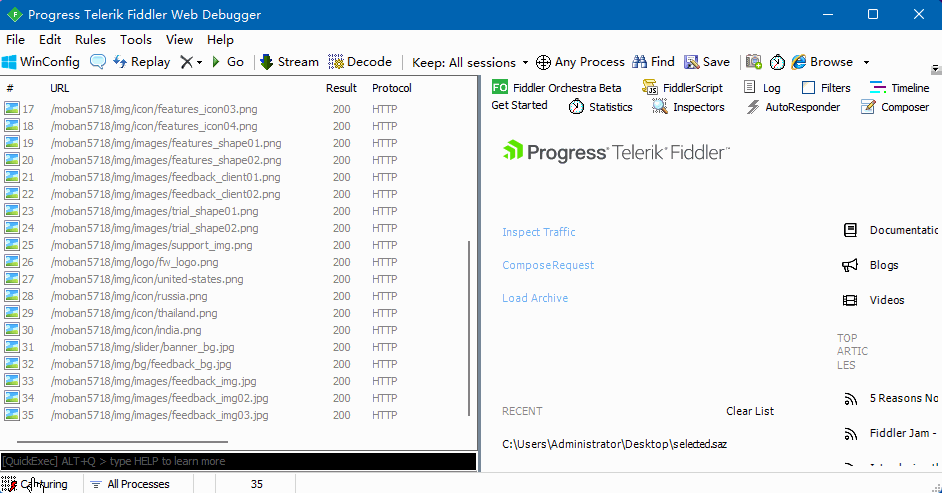 Progress Telerik Fiddler Web Debugger
File Edit Rules Tools View Help
WinConfig Replay Go Stream Decode Keep: All sessions Any Process Find Save Browse
# URL Result Protocol
17 /moban5718/img/icon/features_icon03.png 200 HTTP
18 /moban5718/img/icon/features_icon04.png 200 HTTP
19 /moban5718/img/images/features_shape01.png 200 HTTP
20 /moban5718/img/images/features_shape02.png 200 HTTP
21 /moban5718/img/images/feedback_client01.png 200 HTTP
22 /moban5718/img/images/feedback_client02.png 200 HTTP
23 /moban5718/img/images/trial_shape01.png 200 HTTP
24 /moban5718/img/images/trial_shape02.png 200 HTTP
25 /moban5718/img/images/support_img.png 200 HTTP
26 /moban5718/img/logo/fw_logo.png 200 HTTP
27 /moban5718/img/icon/united-states.png 200 HTTP
28 /moban5718/img/icon/russia.png 200 HTTP
29 /moban5718/img/icon/thailand.png 200 HTTP
30 /moban5718/img/icon/india.png 200 HTTP
31 /moban5718/img/slider/banner_bg.jpg 200 HTTP
32 /moban5718/img/bg/feedback_bg.jpg 200 HTTP
33 /moban5718/img/images/feedback_img.jpg 200 HTTP
34 /moban5718/img/images/feedback_img02.jpg 200 HTTP
35 /moban5718/img/images/feedback_img03.jpg 200 HTTP
[QuickExec] ALT+Q > type HELP to learn more
Capturing All Processes 35
FO Fiddler Orchestra Beta FiddlerScript Log Filters Timeline
Get Started Statistics Inspectors AutoResponder Composer
Progress Telerik Fiddler
Inspect Traffic
Compose Request
Load Archive
RECENT Clear List
C:\Users\Administrator\Desktop\selected.saz
Documentatic
Blogs
Videos
TOP
ARTIC
LES
5 Reasons No
Fiddler Jam -